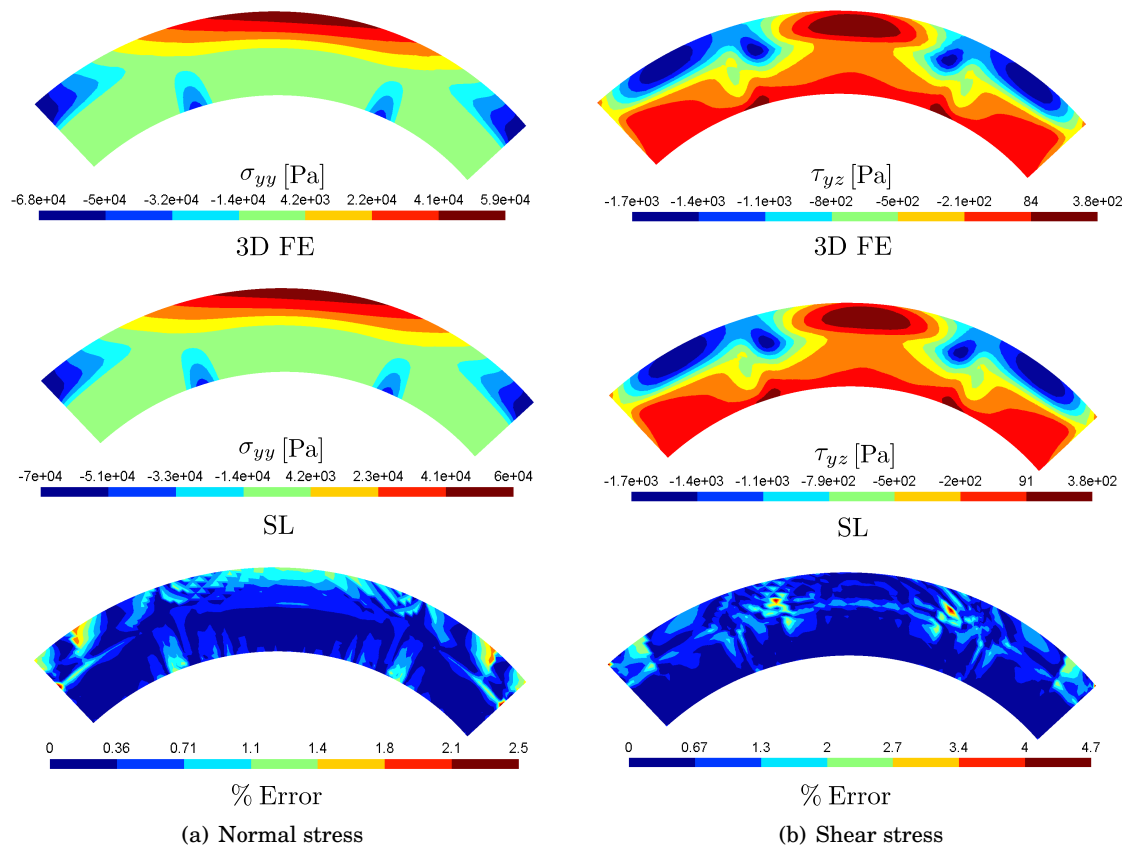 σyy [Pa]
-6.8e+04 -5e+04 -3.2e+04 -1.4e+04 4.2e+03 2.2e+04 4.1e+04 5.9e+04
3D FE
τyz [Pa]
-1.7e+03 -1.4e+03 -1.1e+03 -8e+02 -5e+02 -2.1e+02 84 3.8e+02
3D FE
σyy [Pa]
-7e+04 -5.1e+04 -3.3e+04 -1.4e+04 4.2e+03 2.3e+04 4.1e+04 6e+04
SL
τyz [Pa]
-1.7e+03 -1.4e+03 -1.1e+03 -7.9e+02 -5e+02 -2e+02 91 3.8e+02
SL
0 0.36 0.71 1.1 1.4 1.8 2.1 2.5
% Error
(a) Normal stress
0 0.67 1.3 2 2.7 3.4 4 4.7
% Error
(b) Shear stress